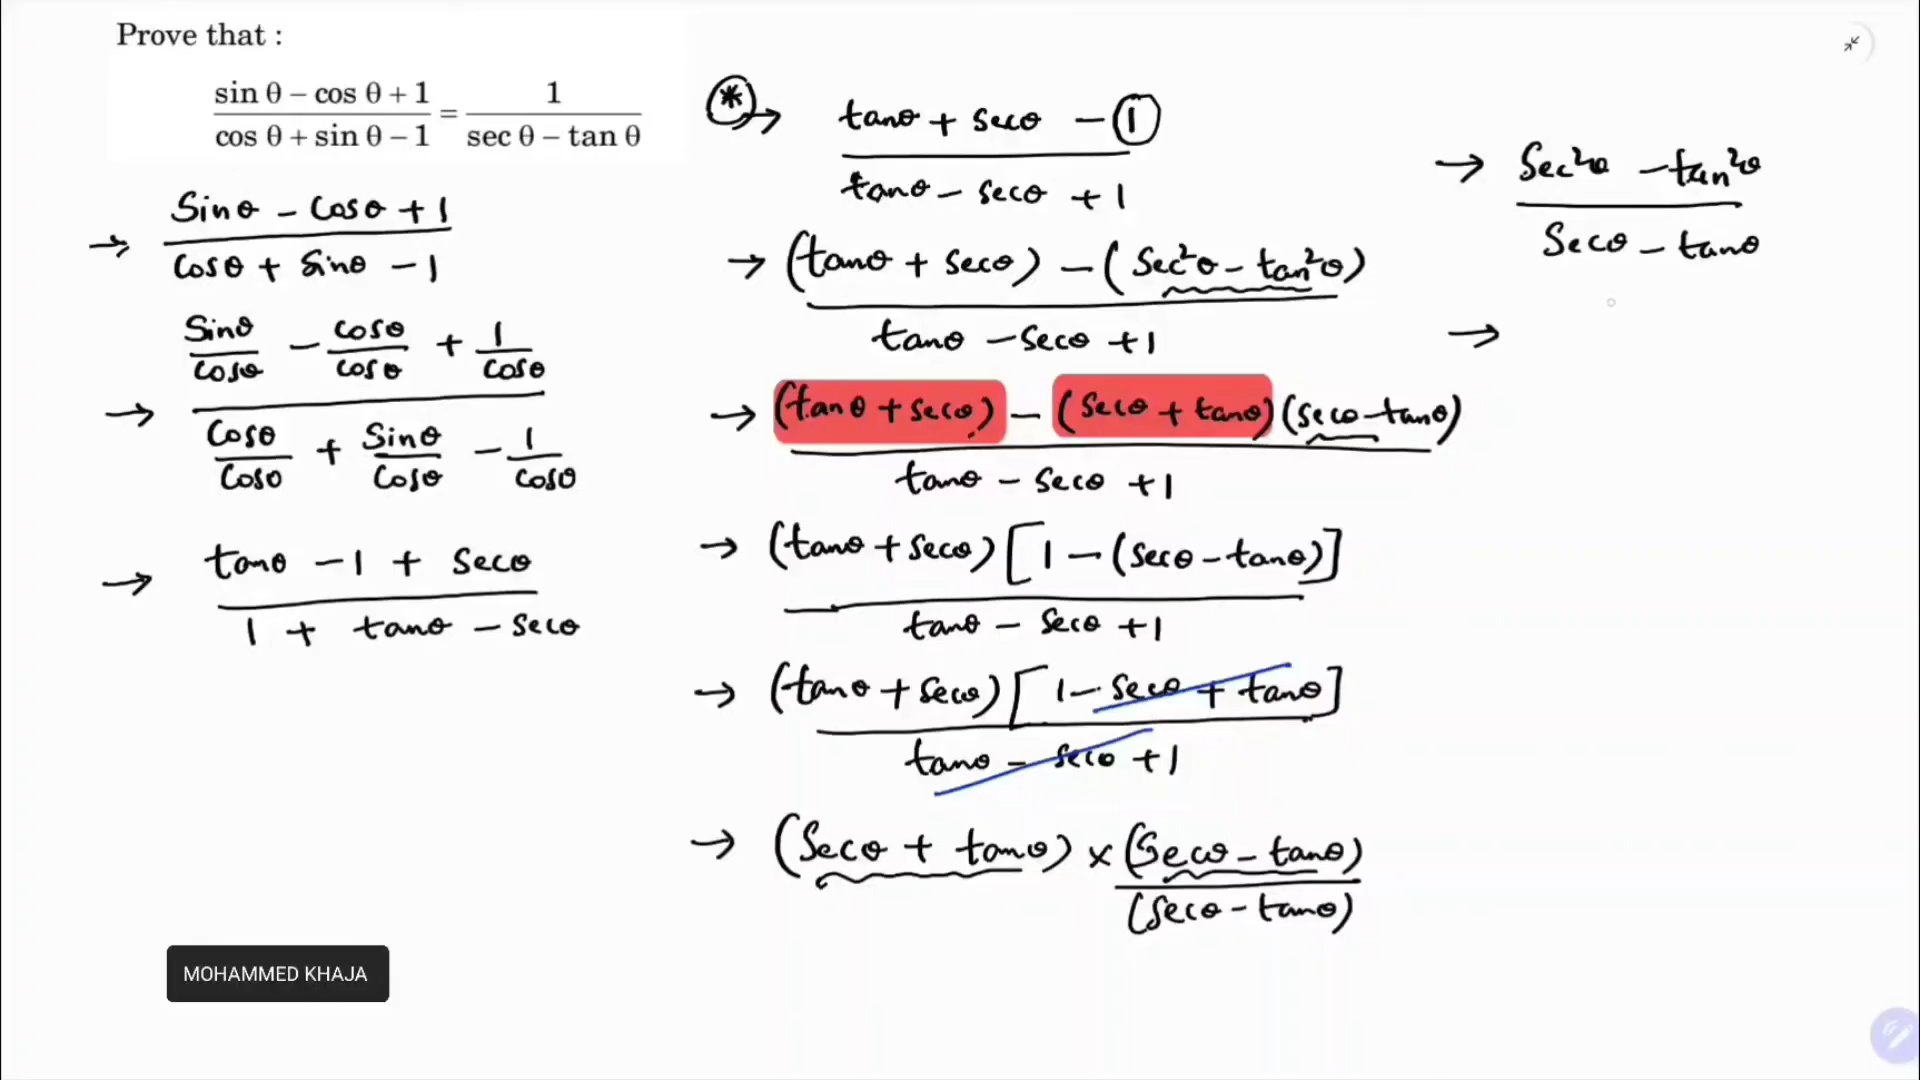 Prove that :
sin θ − cos θ + 1 / cos θ + sin θ − 1 = 1 / sec θ − tan θ
→ Sinθ − Cosθ + 1
Cosθ + Sinθ − 1
→ Sinθ/Cosθ − Cosθ/Cosθ + 1/Cosθ
Cosθ/Cosθ + Sinθ/Cosθ − 1/Cosθ
→ tanθ − 1 + Secθ
1 + tanθ − Secθ
* → tanθ + Secθ − 1
tanθ − Secθ + 1
→ (tanθ + Secθ) − (Sec²θ − tan²θ)
tanθ − Secθ + 1
→ (tanθ + Secθ) − (Secθ + tanθ)(Secθ − tanθ)
tanθ − Secθ + 1
→ (tanθ + Secθ)[1 − (Secθ − tanθ)]
tanθ − Secθ + 1
→ (tanθ + Secθ)[1 − Secθ + tanθ]
tanθ − Secθ + 1
→ (Secθ + tanθ) × (Secθ − tanθ)
(Secθ − tanθ)
→ Sec²θ − tan²θ
Secθ − tanθ
→
MOHAMMED KHAJA